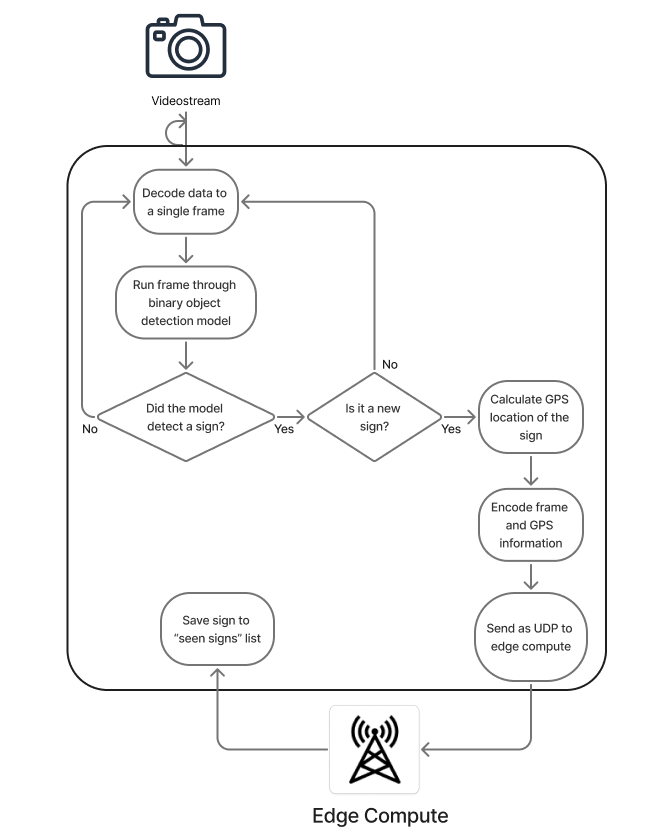 Videostream
Decode data to
a single frame
Run frame through
binary object
detection model
Did the model
detect a sign?
No
Yes
Is it a new
sign?
No
Yes
Calculate GPS
location of the
sign
Encode frame
and GPS
information
Send as UDP to
edge compute
Save sign to
“seen signs” list
Edge Compute